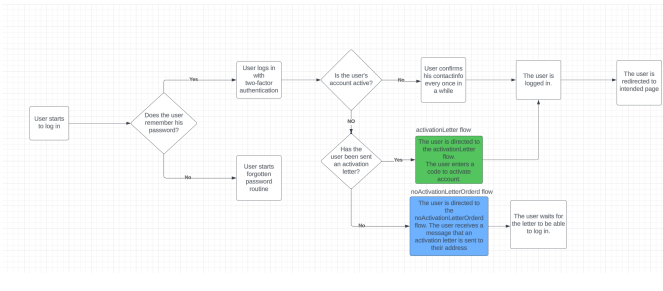 User starts
to log in
Does the user
remember his
password?
Yes
No
User logs in
with
two-factor
authentication
User starts
forgotten
password
routine
Is the user's
account active?
No
NO
User confirms
his contactinfo
every once in
a while
The user is
logged in.
The user is
redirected to
intended page
Has the
user been sent
an activation
letter?
Yes
No
activationLetter flow
The user is directed to
the activationLetter
flow.
The user enters a
code to activate
account
noActivationLetterOrderd flow
The user is directed to
the
noActivationLetterOrderd
flow. The user receives a
message that an
activation letter is sent to
their address
The user waits for
the letter to be able
to log in.